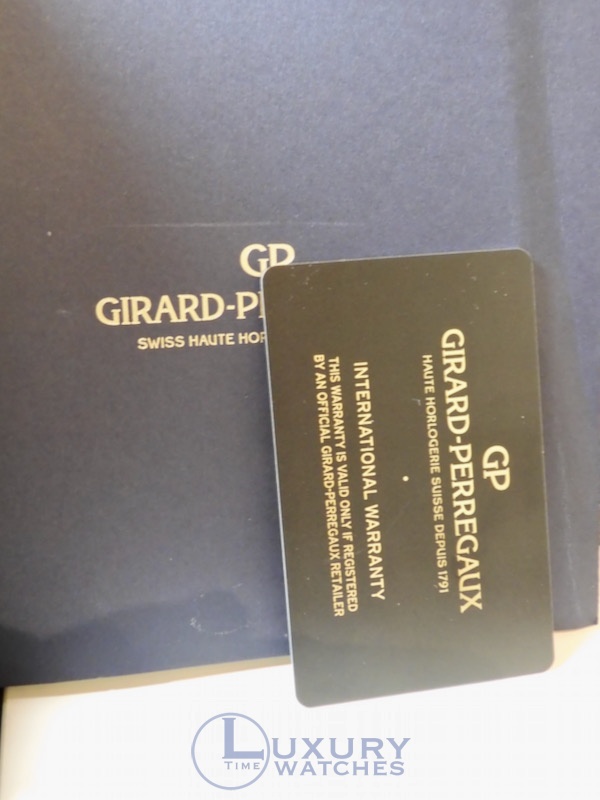 GP
GIRARD-PE
SWISS HAUTE HOR
GP
GIRARD-PERREGAUX
HAUTE HORLOGERIE SUISSE DEPUIS 1791
INTERNATIONAL WARRANTY
THIS WARRANTY IS VALID ONLY IF REGISTERED
BY AN OFFICIAL GIRARD-PERREGAUX RETAILER
LUXURY
TIME WATCHES